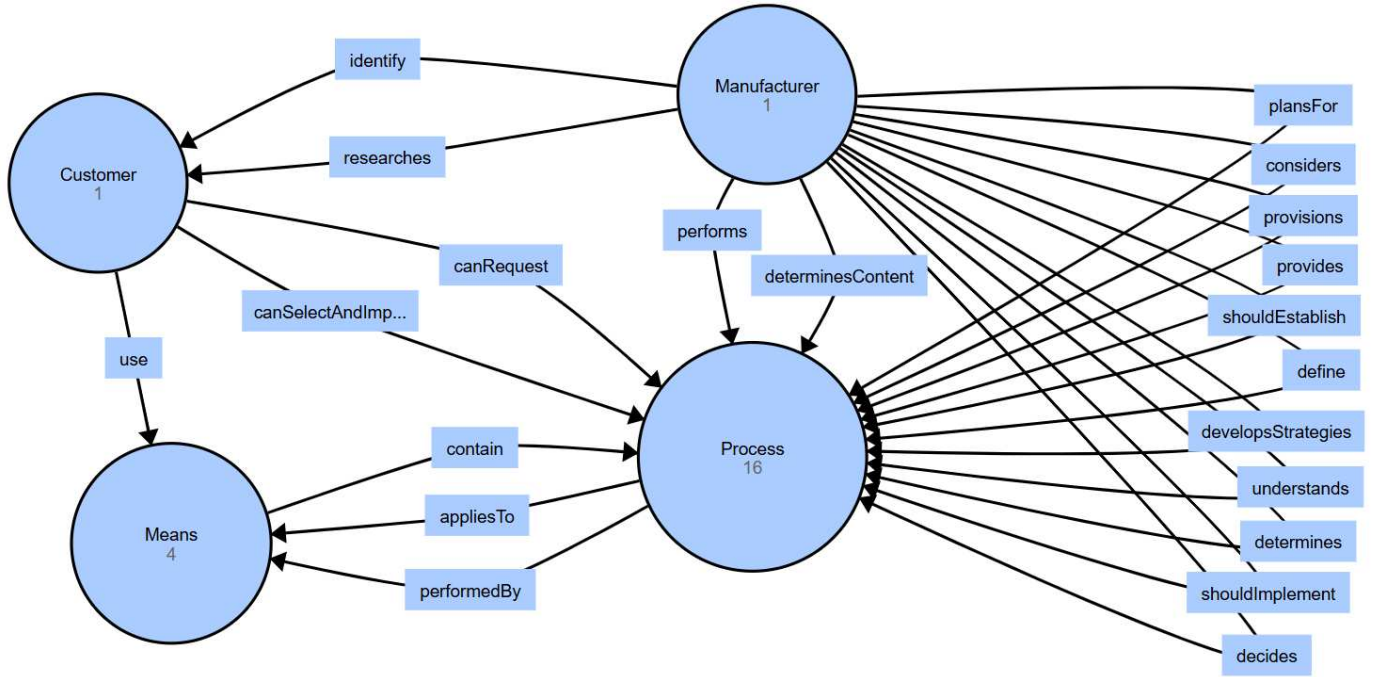 identify
Manufacturer
1
plansFor
researches
considers
Customer
1
provisions
performs
canRequest
provides
determinesContent
canSelectAndImp...
shouldEstablish
use
define
developsStrategies
contain
Process
16
understands
appliesTo
Means
4
determines
performedBy
shouldImplement
decides